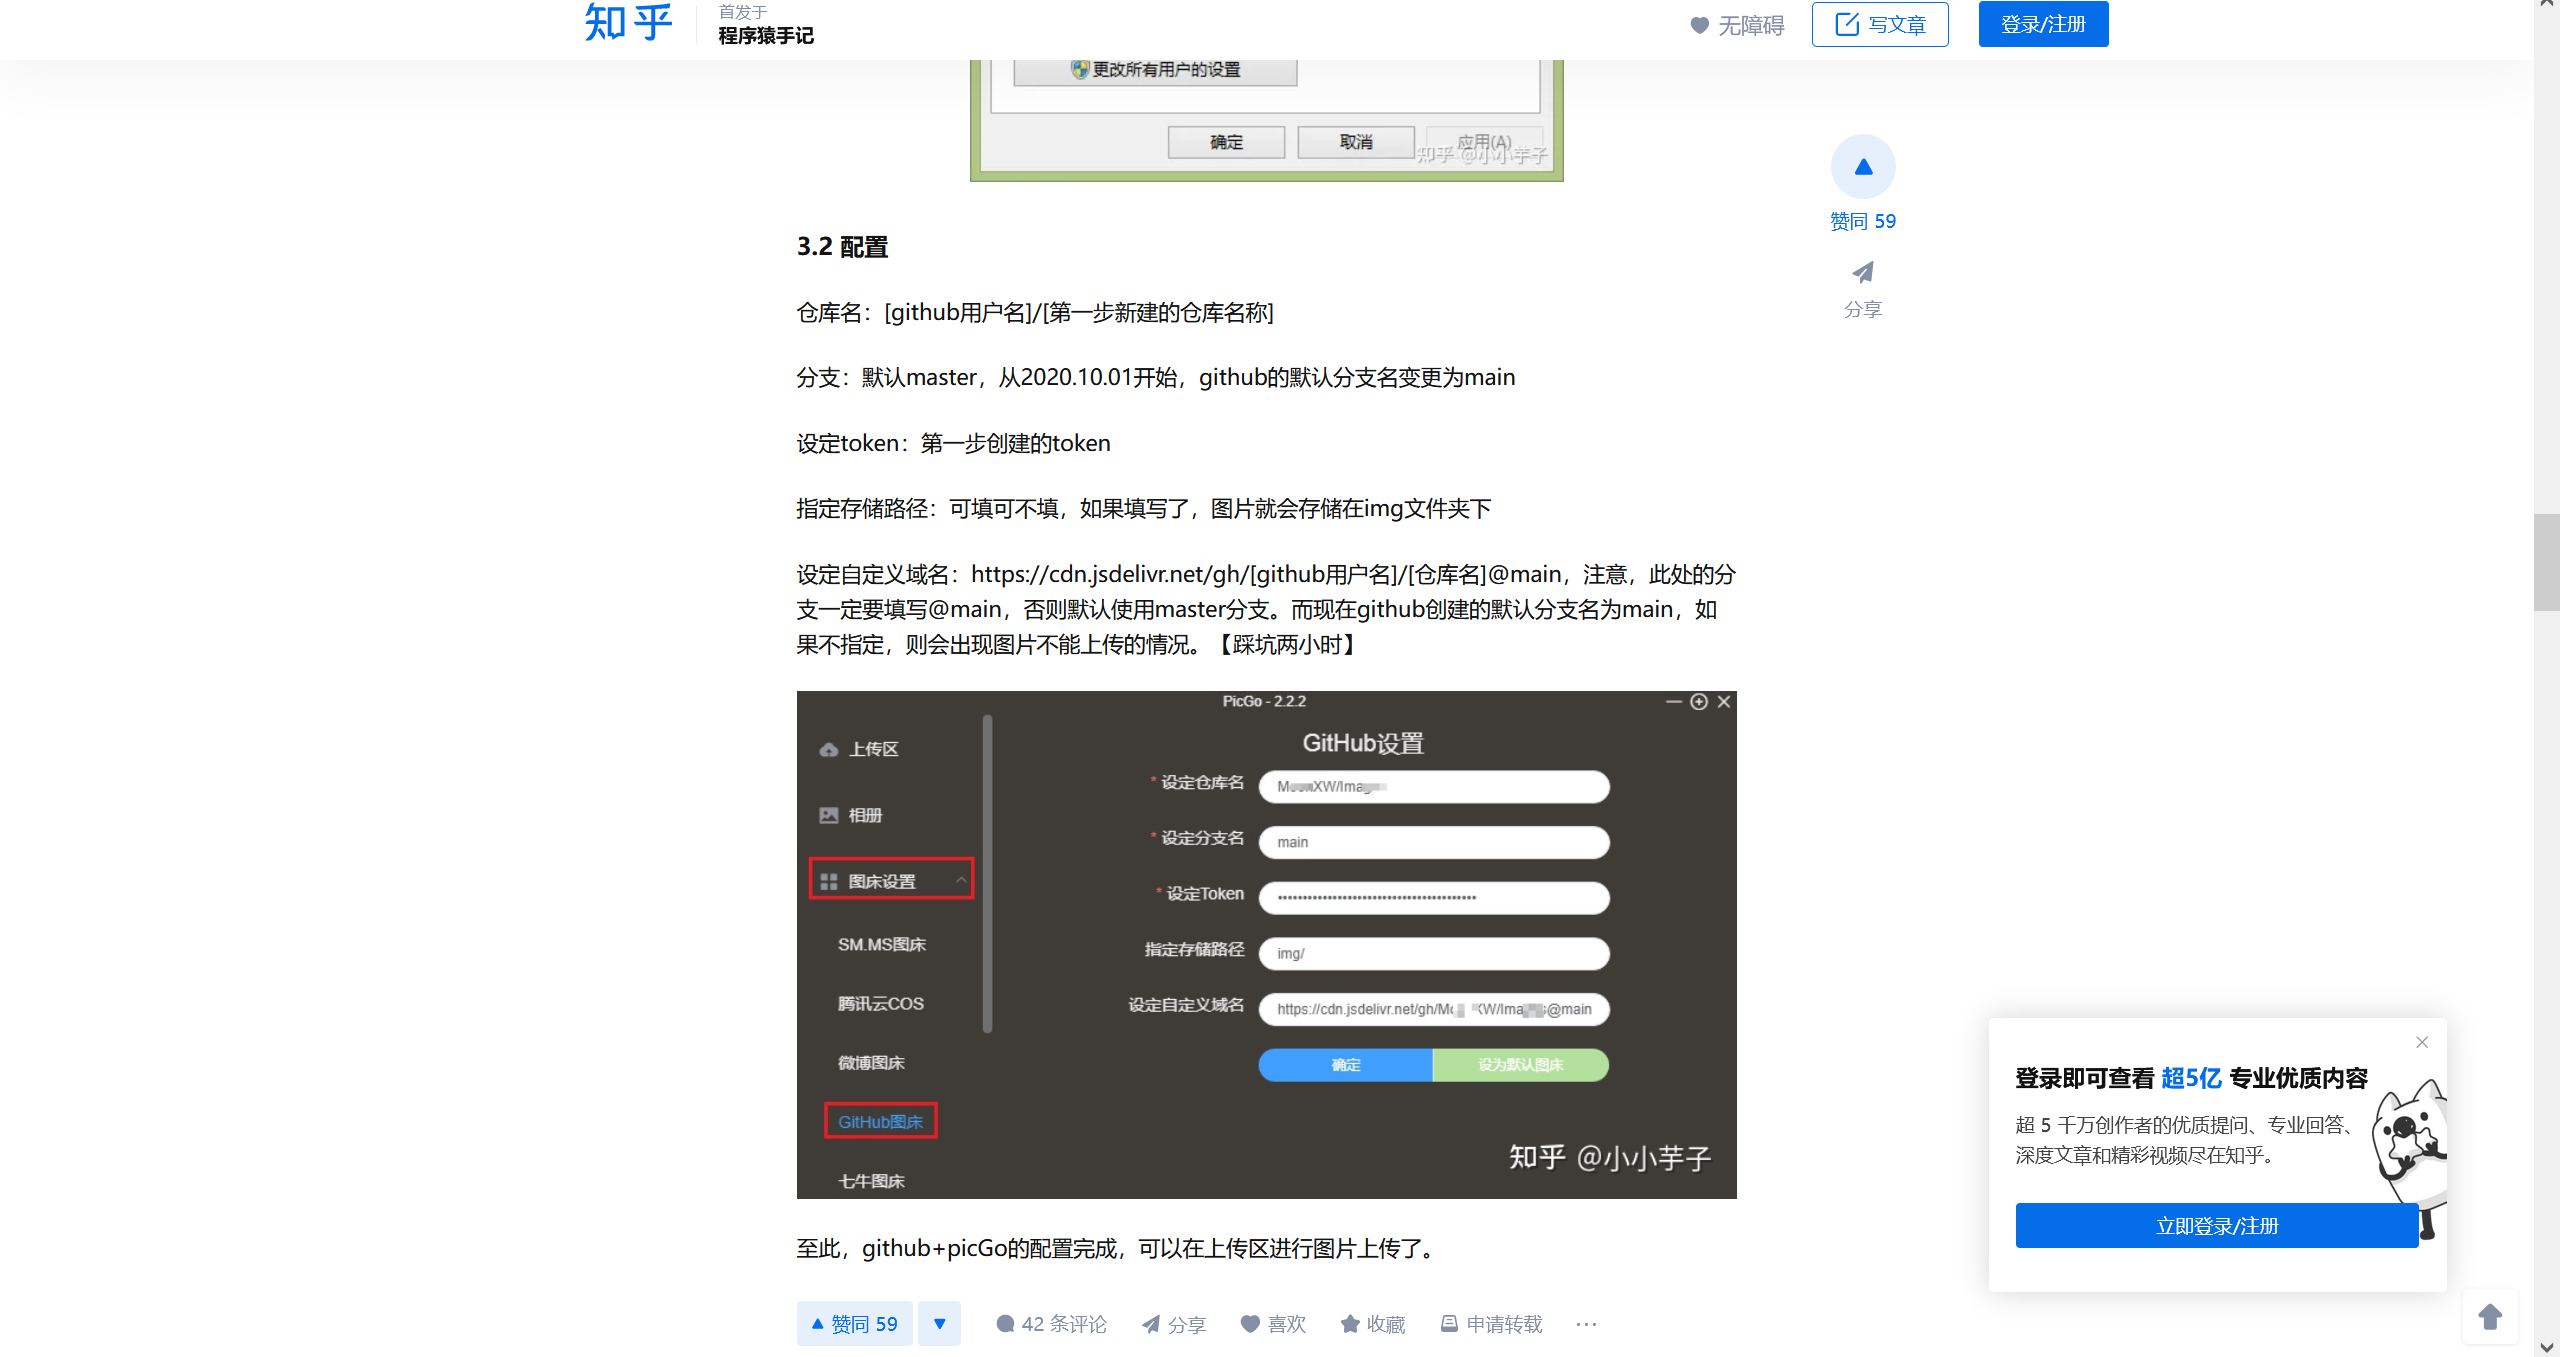 知乎
首发于
程序猿手记
无障碍
写文章
登录/注册
更改所有用户的设置
确定
取消
应用(A)
知乎 @小小芋子
赞同 59
分享
3.2 配置
仓库名：[github用户名]/[第一步新建的仓库名称]
分支：默认master，从2020.10.01开始，github的默认分支名变更为main
设定token：第一步创建的token
指定存储路径：可填可不填，如果填写了，图片就会存储在img文件夹下
设定自定义域名：https://cdn.jsdelivr.net/gh/[github用户名]/[仓库名]@main，注意，此处的分
支一定要填写@main，否则默认使用master分支。而现在github创建的默认分支名为main，如
果不指定，则会出现图片不能上传的情况。【踩坑两小时】
PicGo - 2.2.2
上传区
相册
图床设置
SM.MS图床
腾讯云COS
微博图床
GitHub图床
七牛图床
GitHub设置
* 设定仓库名
XW/Ima
* 设定分支名 main
* 设定Token ••••••••••••••••••••••••••••••••••••••••
指定存储路径 img/
设定自定义域名 https://cdn.jsdelivr.net/gh/M XW/Ima @main
确定
设为默认图床
知乎 @小小芋子
至此，github+picGo的配置完成，可以在上传区进行图片上传了。
赞同 59
42 条评论
分享
喜欢
收藏
申请转载
登录即可查看 超5亿 专业优质内容
超 5 千万创作者的优质提问、专业回答、
深度文章和精彩视频尽在知乎。
立即登录/注册